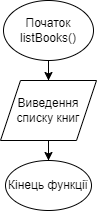 Початок
listBooks()
Виведення
списку книг
Кінець функції